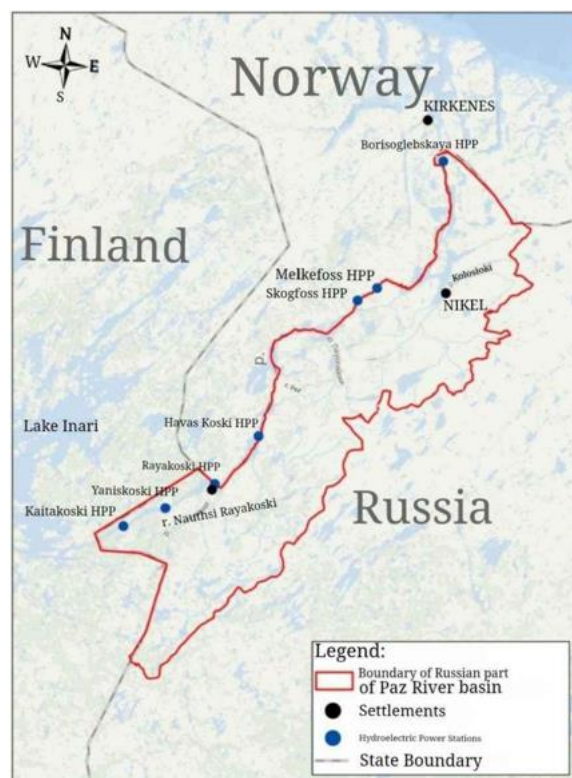 N
W E
S
Norway
KIRKENES
Borisoglebskaya HPP
Finland
Kolosioki
Melkefoss HPP
Skogfoss HPP
NIKEL
р.
Havas Koski HPP
Lake Inari
Rayakoski HPP
Yaniskoski HPP
Kaitakoski HPP
r. Nauthsi Rayakoski
Russia
Legend:
Boundary of Russian part
of Paz River basin
Settlements
Hydroelectric Power Stations
State Boundary